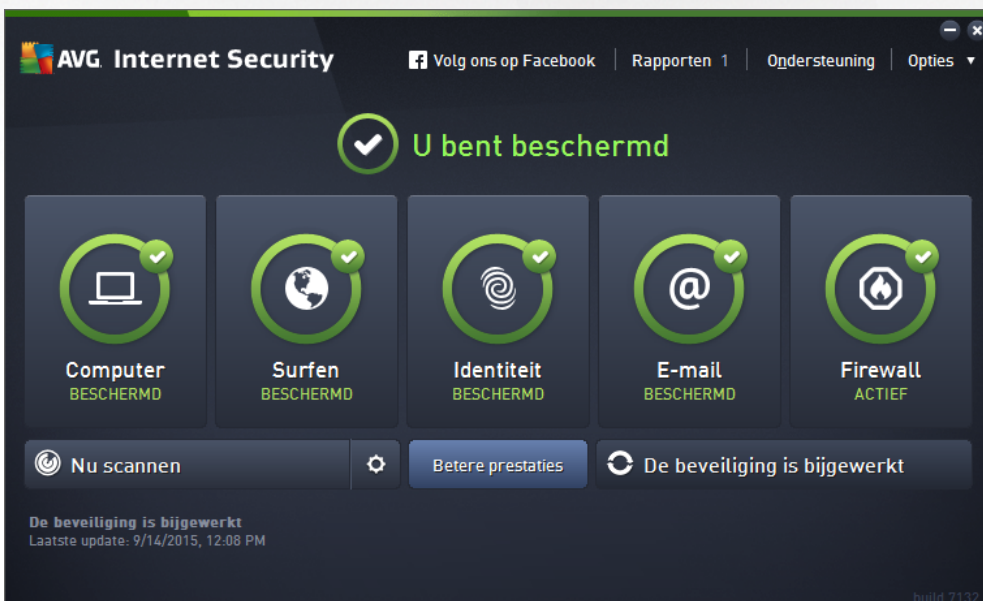 AVG Internet Security
Volg ons op Facebook
Rapporten 1
Ondersteuning
Opties
U bent beschermd
Computer
BESCHERMD
Surfen
BESCHERMD
Identiteit
BESCHERMD
E-mail
BESCHERMD
Firewall
ACTIEF
Nu scannen
Betere prestaties
De beveiliging is bijgewerkt
De beveiliging is bijgewerkt
Laatste update: 9/14/2015, 12:08 PM
build 7132